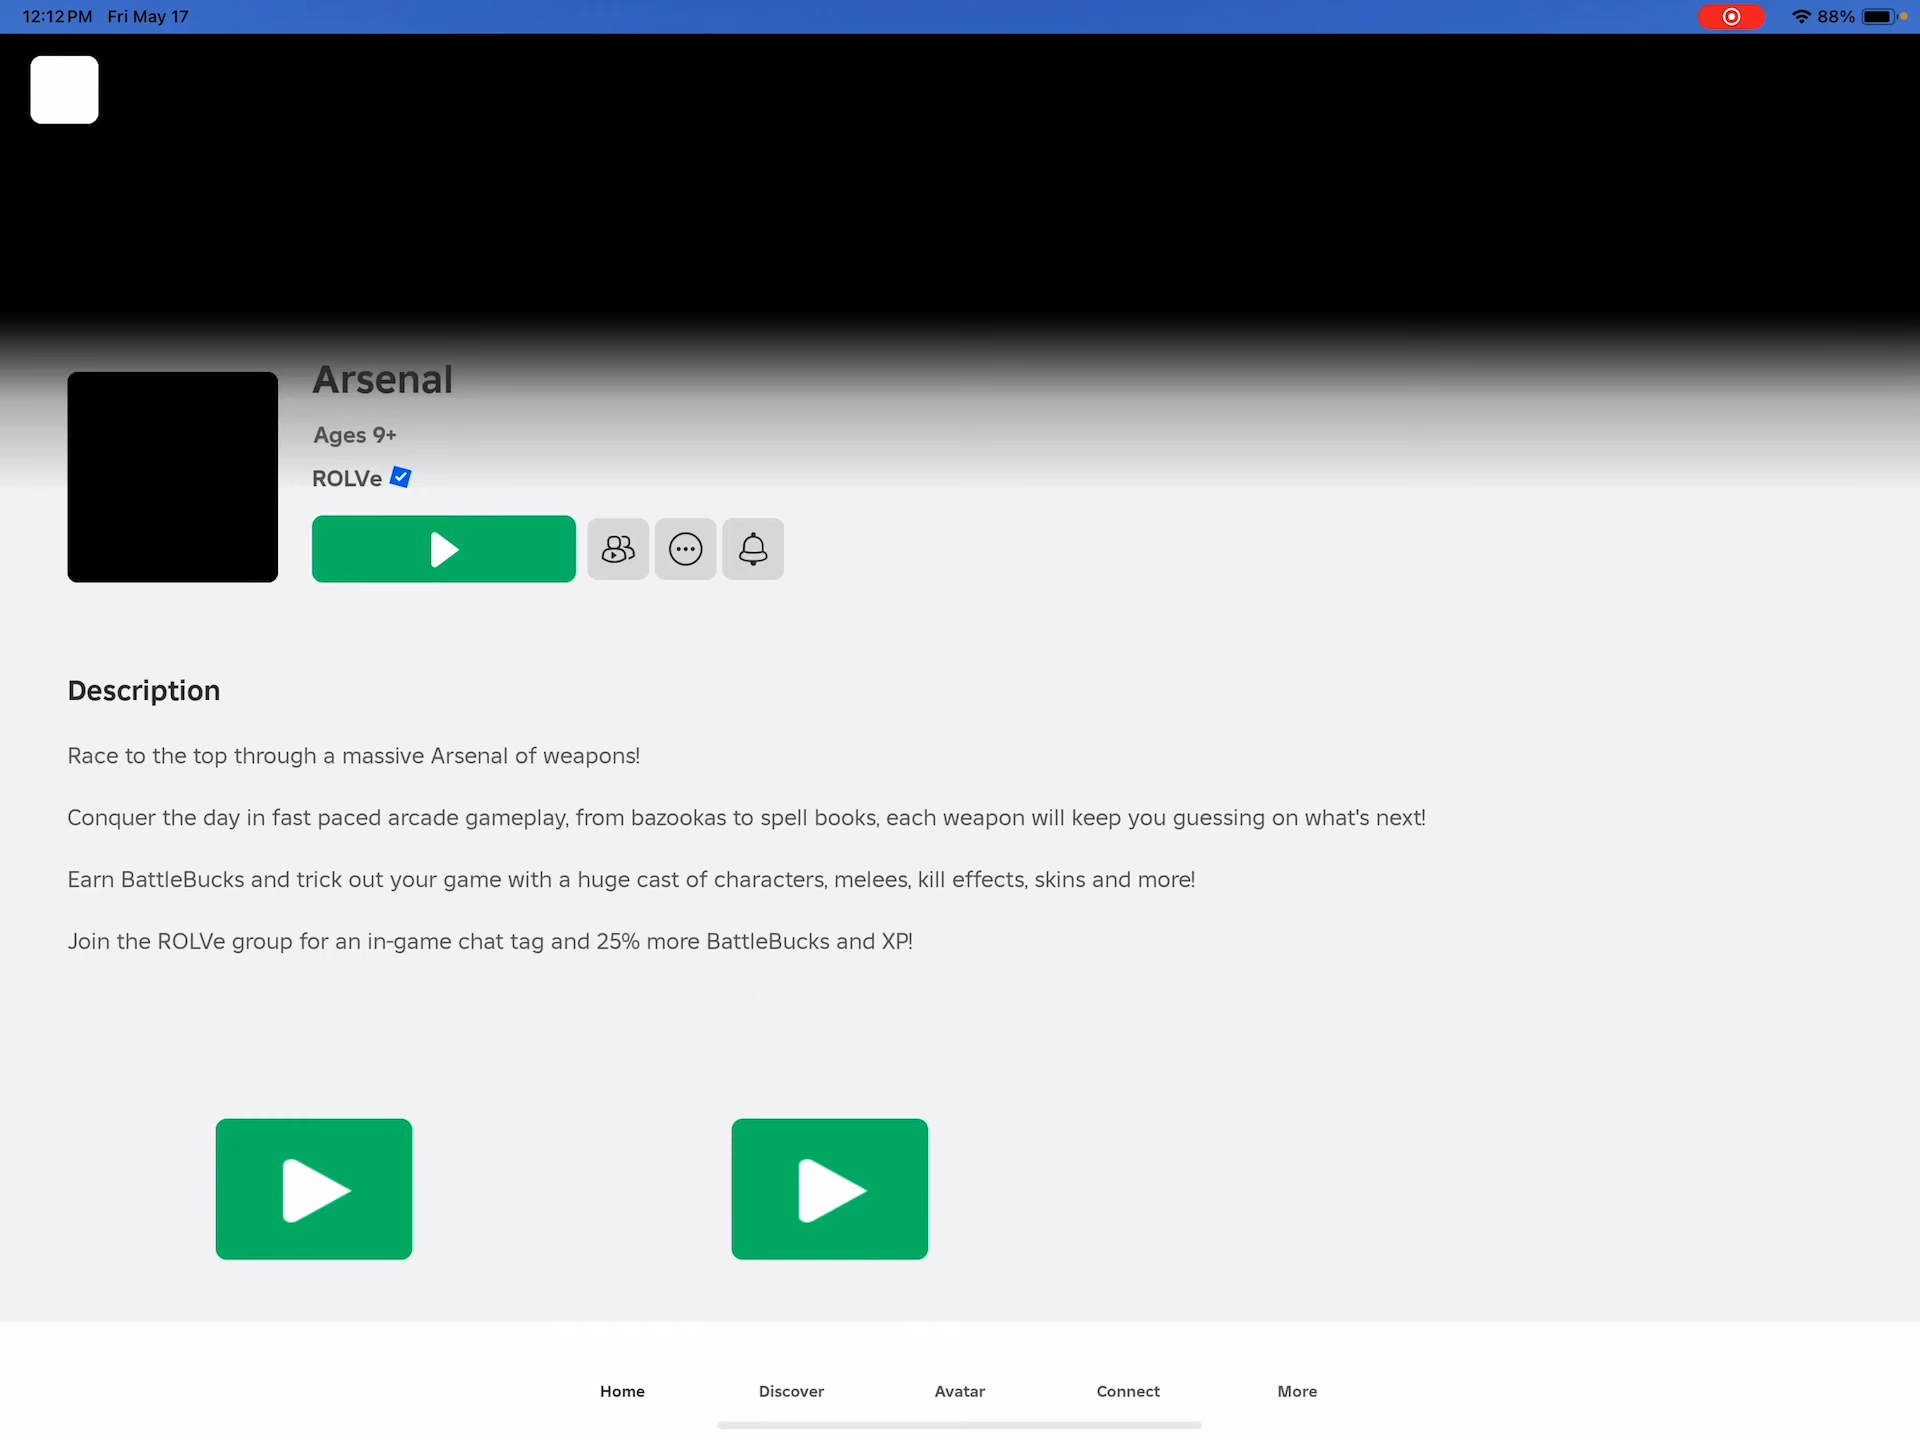 12:12 PM Fri May 17
88%
Arsenal
Ages 9+
ROLVe
Description
Race to the top through a massive Arsenal of weapons!
Conquer the day in fast paced arcade gameplay, from bazookas to spell books, each weapon will keep you guessing on what's next!
Earn BattleBucks and trick out your game with a huge cast of characters, melees, kill effects, skins and more!
Join the ROLVe group for an in-game chat tag and 25% more BattleBucks and XP!
Home Discover Avatar Connect More